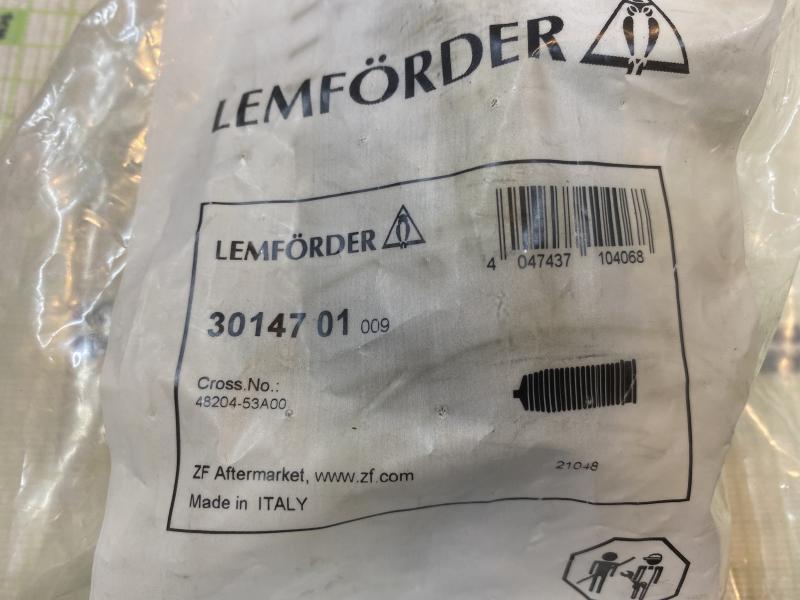 LEMFÖRDER
LEMFÖRDER
4 047437 104068
30147 01 009
Cross.No.:
48204-53A00
21048
ZF Aftermarket, www.zf.com
Made in ITALY